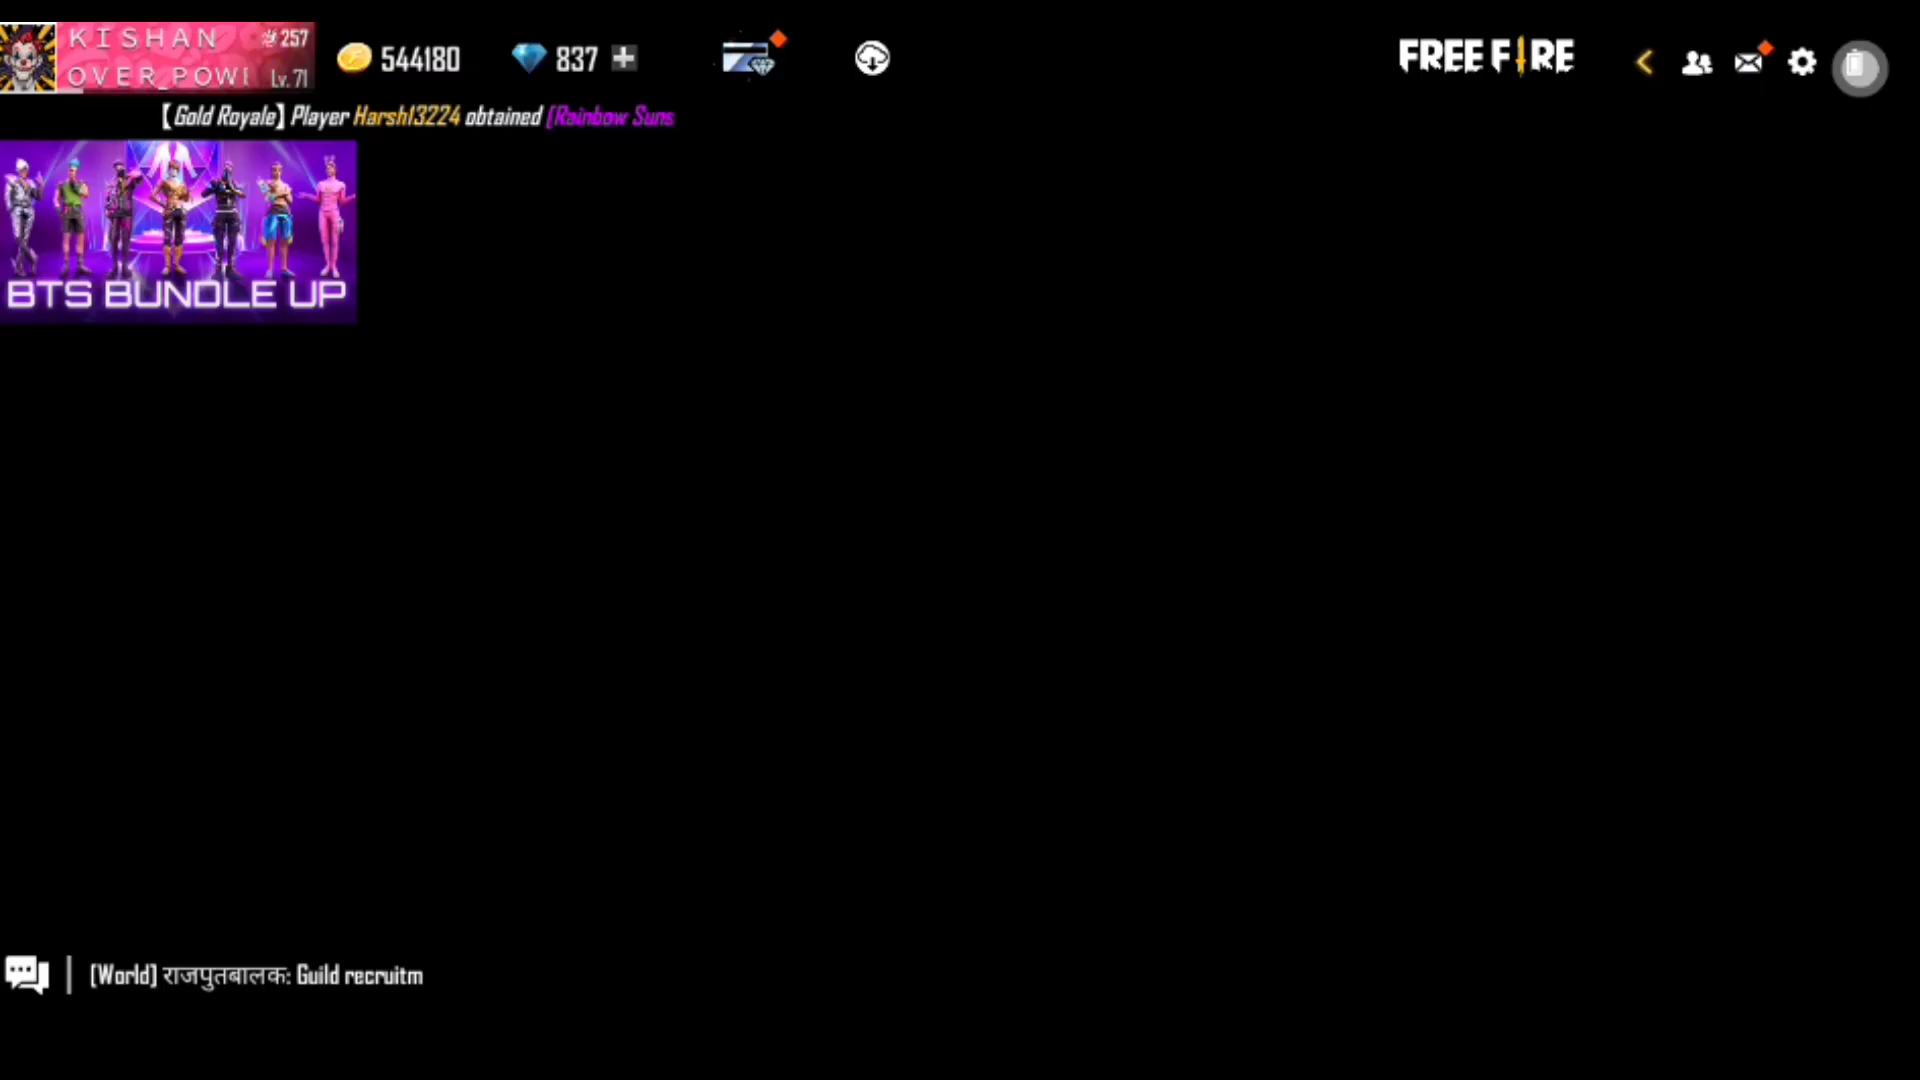 KISHAN
257
OVER_POW
Lv. 71
544180
837
FREE FIRE
【Gold Royale】 Player Harsh13224 obtained [Rainbow Suns
BTS BUNDLE UP
[World] राजपुतबालक: Guild recruitm